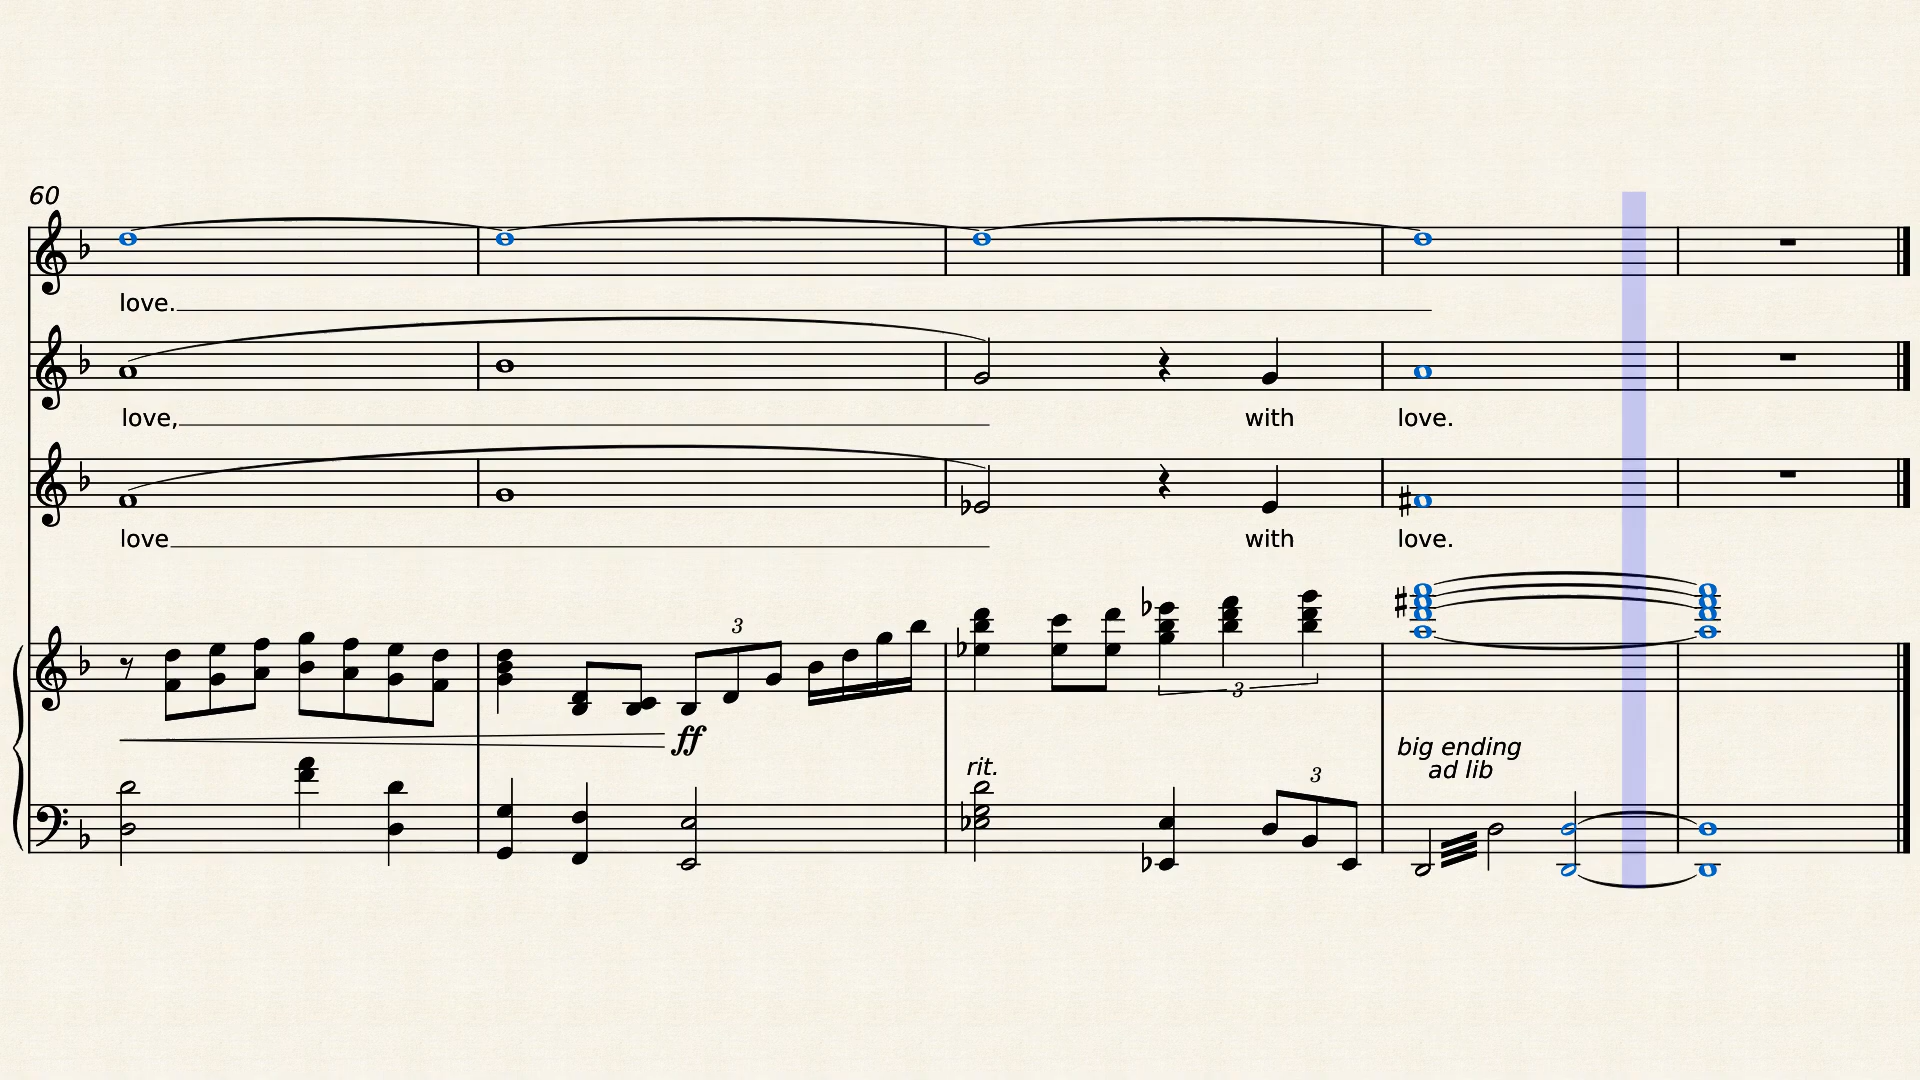 60
love.
love,
with love.
love
with love.
3
3
ff
rit.
3
big ending
ad lib